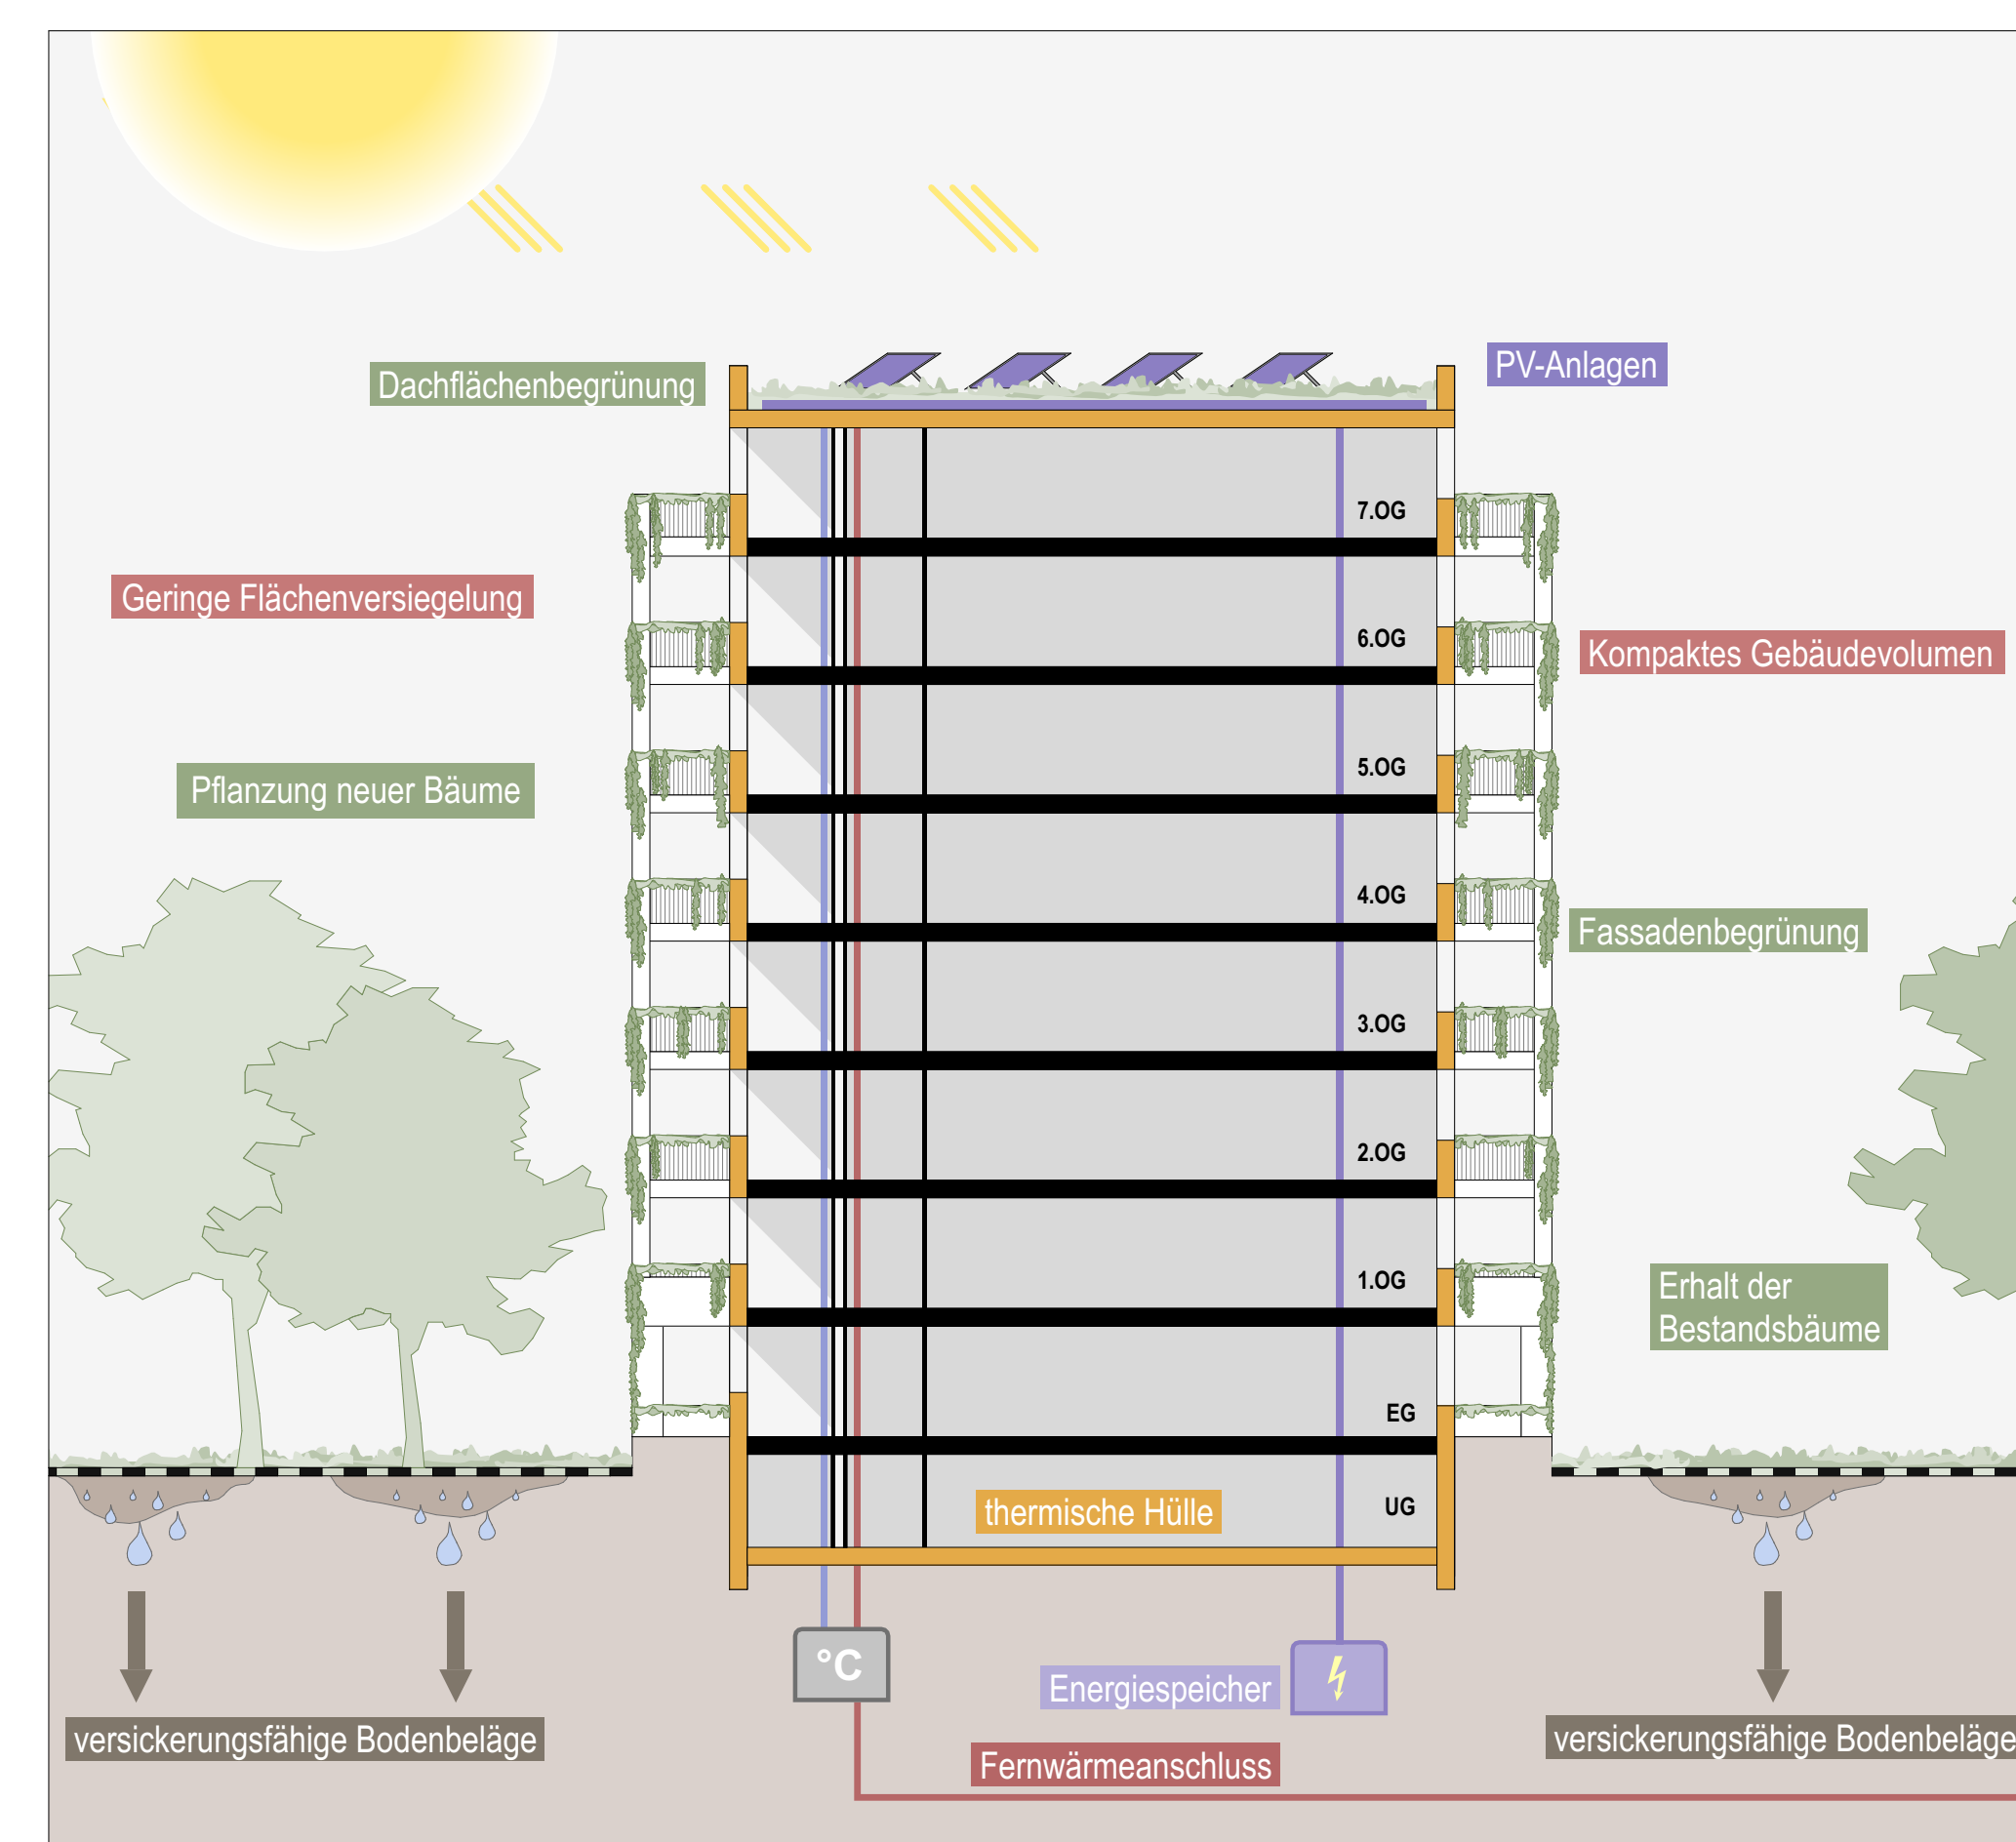 PV-Anlagen
Dachflächenbegrünung
7.OG
Geringe Flächenversiegelung
6.OG
Kompaktes Gebäudevolumen
5.OG
Pflanzung neuer Bäume
4.OG
Fassadenbegrünung
3.OG
2.OG
1.OG
Erhalt der
Bestandsbäume
EG
thermische Hülle
UG
°C
Energiespeicher
versickerungsfähige Bodenbeläge
versickerungsfähige Bodenbeläge
Fernwärmeanschluss